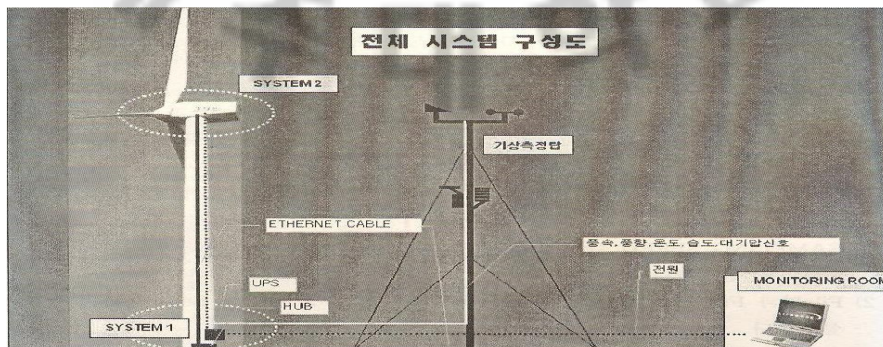 전체 시스템 구성도
SYSTEM 2
기상측정탑
ETHERNET CABLE
풍속,풍향,온도,습도,대기압신호
전원
UPS
MONITORING ROOM
HUB
SYSTEM 1